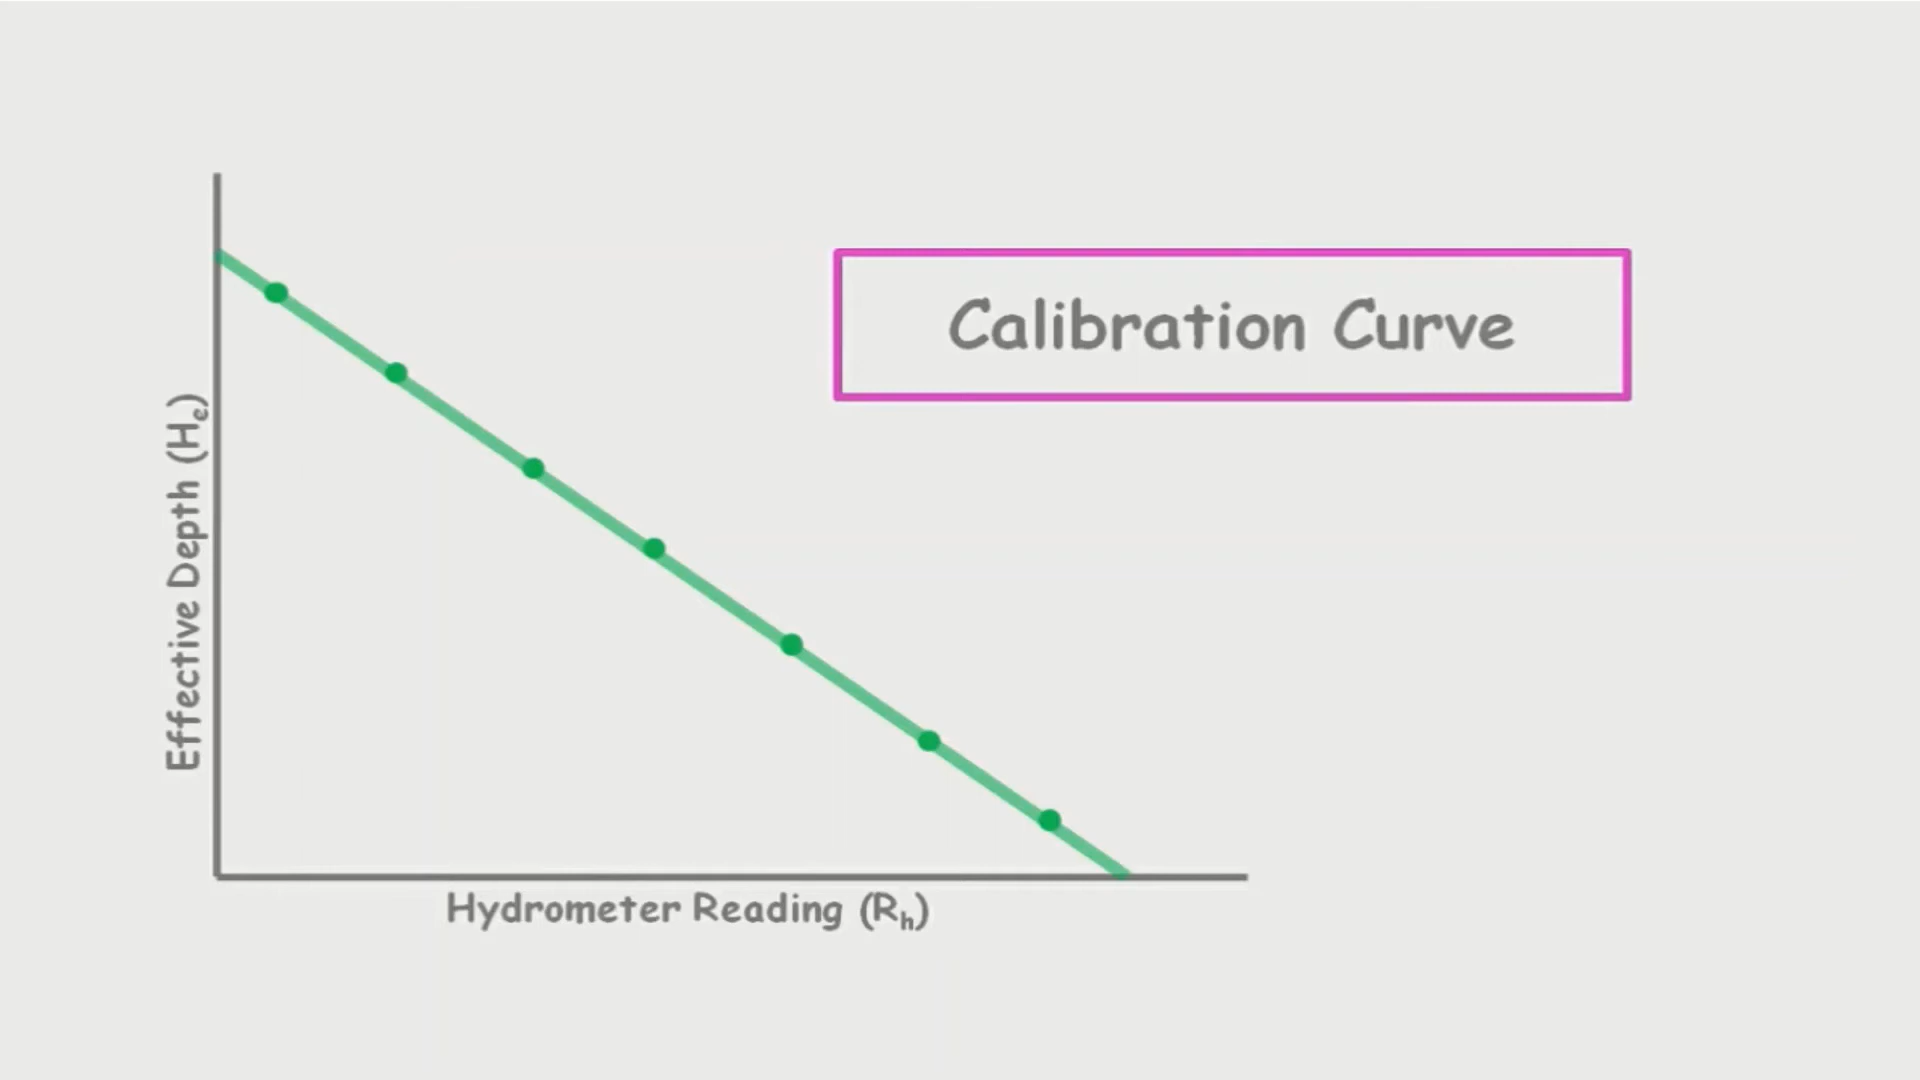 Calibration Curve
Effective Depth (Hₑ)
Hydrometer Reading (Rₕ)